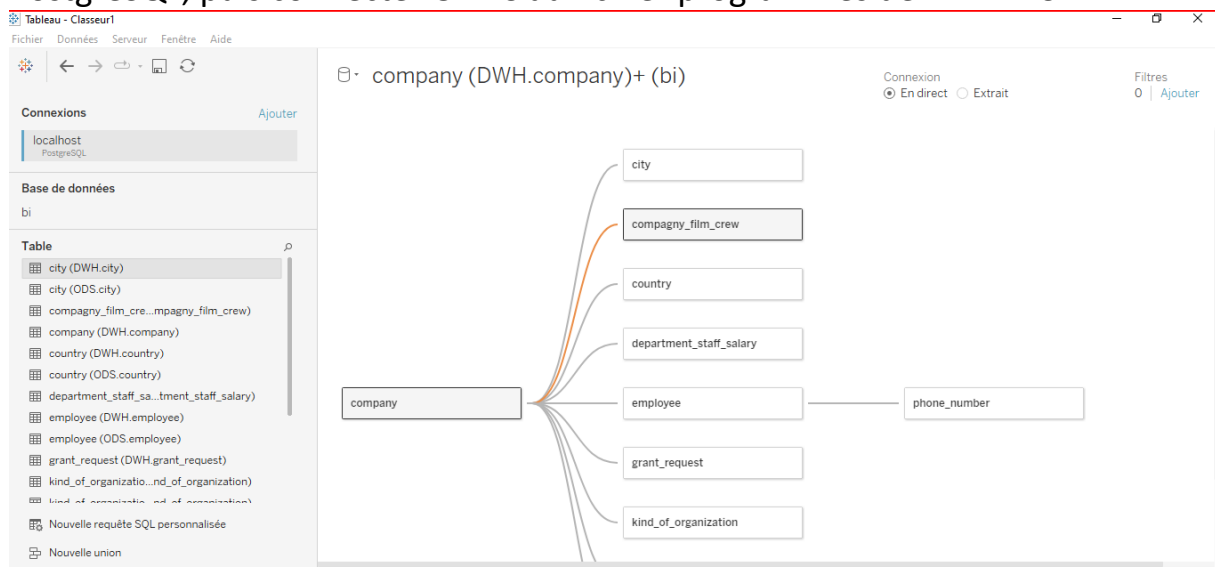 Tableau - Classeur1
Fichier Données Serveur Fenêtre Aide
company (DWH.company)+ (bi)
Connexion
En direct Extrait
Filtres
0 Ajouter
Connexions Ajouter
localhost
PostgreSQL
Base de données
bi
Table
city (DWH.city)
city (ODS.city)
compagny_film_cre...mpagny_film_crew)
company (DWH.company)
country (DWH.country)
country (ODS.country)
department_staff_sa...tment_staff_salary)
employee (DWH.employee)
employee (ODS.employee)
grant_request (DWH.grant_request)
kind_of_organizatio...nd_of_organization)
kind_of_organizatio...nd_of_organization)
Nouvelle requête SQL personnalisée
Nouvelle union
company
city
compagny_film_crew
country
department_staff_salary
employee
phone_number
grant_request
kind_of_organization